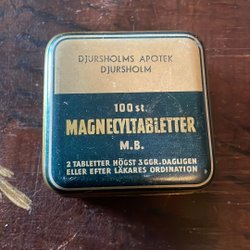 DJURSHOLMS APOTEK
DJURSHOLM
100 st.
MAGNECYLTABLETTER
M.B.
2 TABLETTER HÖGST 3 GGR. DAGLIGEN
ELLER EFTER LÄKARES ORDINATION